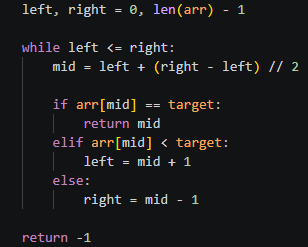 left, right = 0, len(arr) - 1
while left <= right:
    mid = left + (right - left) // 2
    if arr[mid] == target:
        return mid
    elif arr[mid] < target:
        left = mid + 1
    else:
        right = mid - 1
return -1